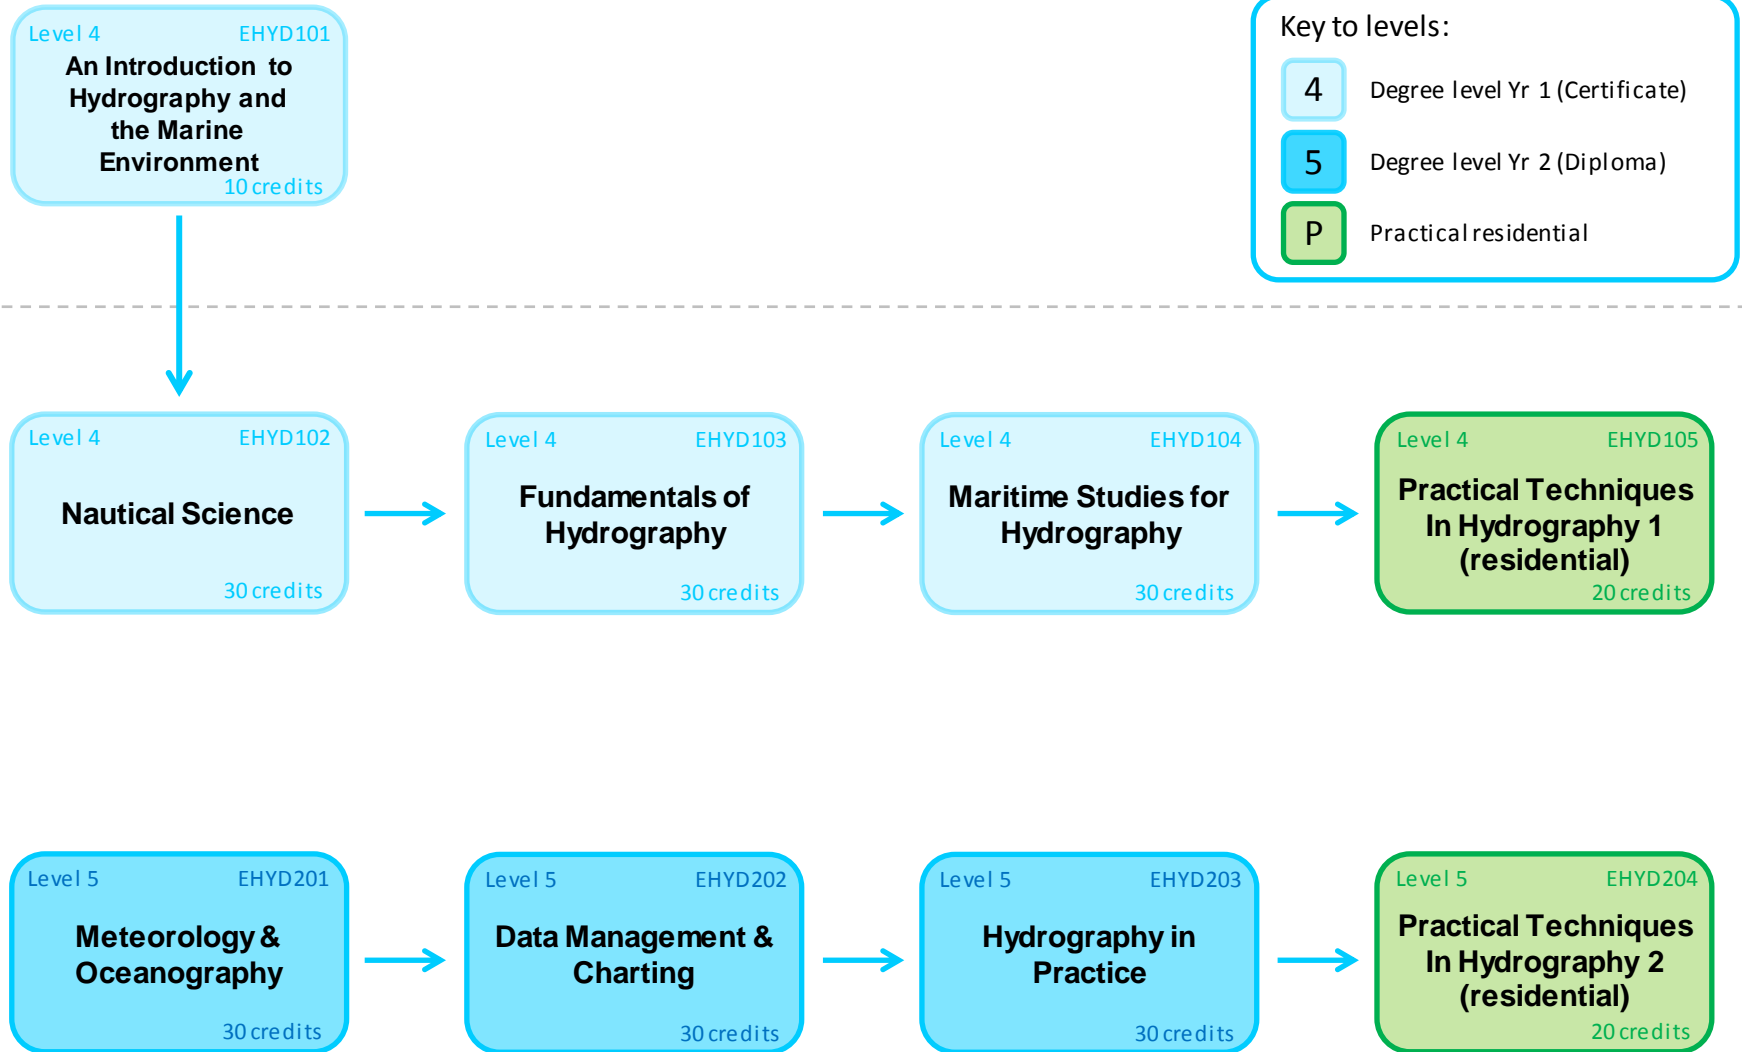 Level 4 EHYD101
An Introduction to
Hydrography and
the Marine
Environment
10 credits
Key to levels:
4 Degree level Yr 1 (Certificate)
5 Degree level Yr 2 (Diploma)
P Practical residential
Level 4 EHYD102
Nautical Science
30 credits
Level 4 EHYD103
Fundamentals of
Hydrography
30 credits
Level 4 EHYD104
Maritime Studies for
Hydrography
30 credits
Level 4 EHYD105
Practical Techniques
In Hydrography 1
(residential)
20 credits
Level 5 EHYD201
Meteorology &
Oceanography
30 credits
Level 5 EHYD202
Data Management &
Charting
30 credits
Level 5 EHYD203
Hydrography in
Practice
30 credits
Level 5 EHYD204
Practical Techniques
In Hydrography 2
(residential)
20 credits